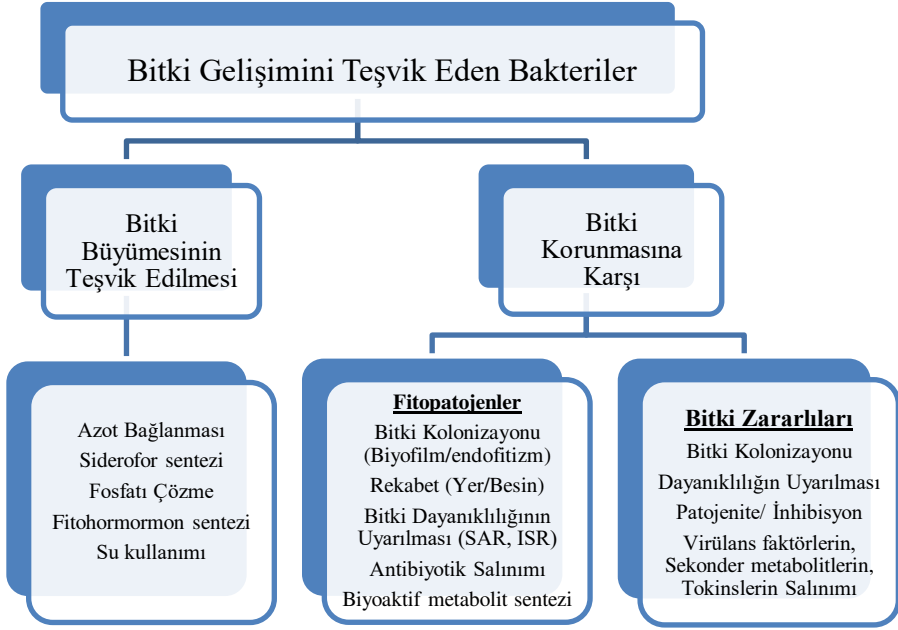 Bitki Gelişimini Teşvik Eden Bakteriler
Bitki
Büyümesinin
Teşvik Edilmesi
Bitki
Korunmasına
Karşı
Azot Bağlanması
Siderofor sentezi
Fosfatı Çözme
Fitohormormon sentezi
Su kullanımı
Fitopatojenler
Bitki Kolonizayonu
(Biyofilm/endofitizm)
Rekabet (Yer/Besin)
Bitki Dayanıklılığının
Uyarılması (SAR, ISR)
Antibiyotik Salınımı
Biyoaktif metabolit sentezi
Bitki Zararlıları
Bitki Kolonizayonu
Dayanıklılığın Uyarılması
Patojenite/ İnhibisyon
Virülans faktörlerin,
Sekonder metabolitlerin,
Tokinslerin Salınımı